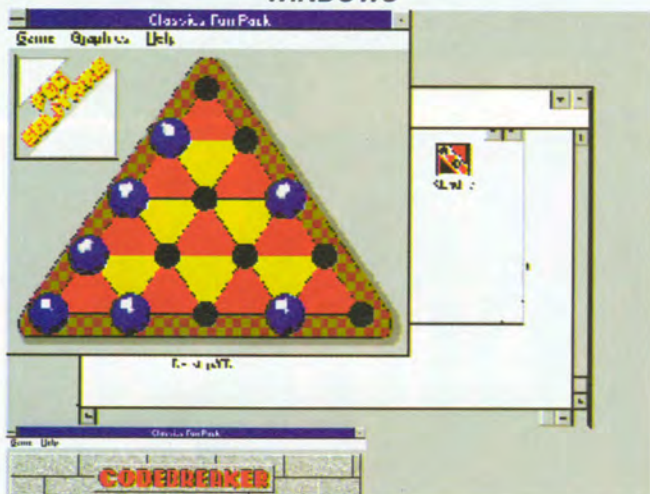 WINDOWS
Classics Fun Pack
Game Graphics Help
PEG
SOLITAIRE
Classics Fun Pack
Game Help
CODEBREAKER